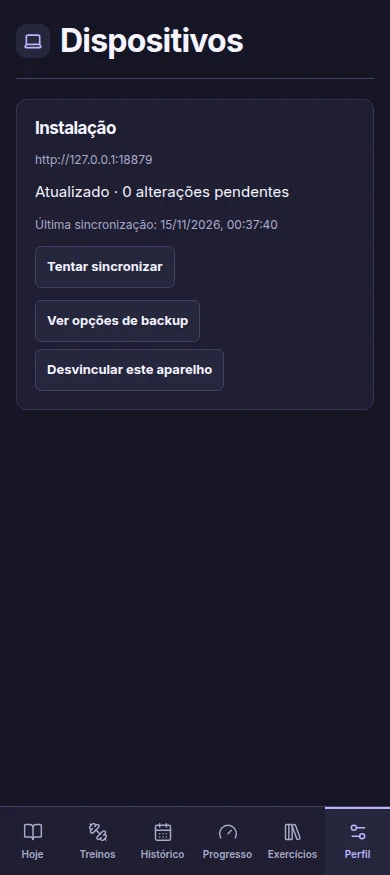 Dispositivos
Instalação
http://127.0.0.1:18879
Atualizado · 0 alterações pendentes
Última sincronização: 15/11/2026, 00:37:40
Tentar sincronizar
Ver opções de backup
Desvincular este aparelho
Hoje
Treinos
Histórico
Progresso
Exercícios
Perfil